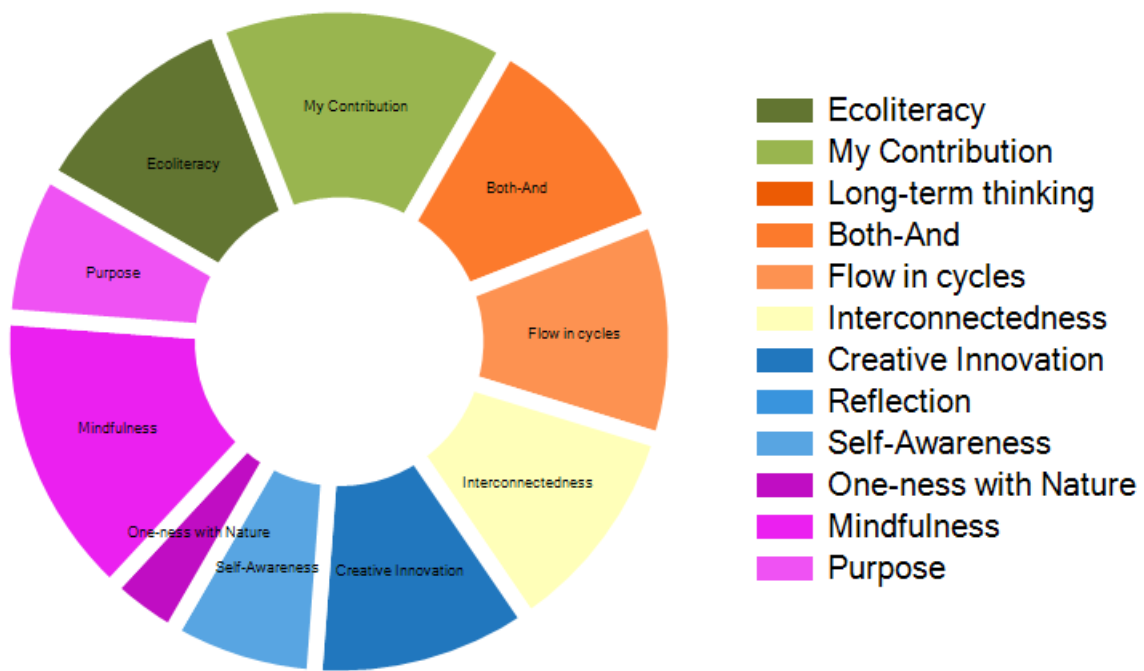 My Contribution
Ecoliteracy
Both-And
Purpose
Flow in cycles
Mindfulness
Interconnectedness
One-ness with Nature
Self-Awareness
Creative Innovation
Ecoliteracy
My Contribution
Long-term thinking
Both-And
Flow in cycles
Interconnectedness
Creative Innovation
Reflection
Self-Awareness
One-ness with Nature
Mindfulness
Purpose